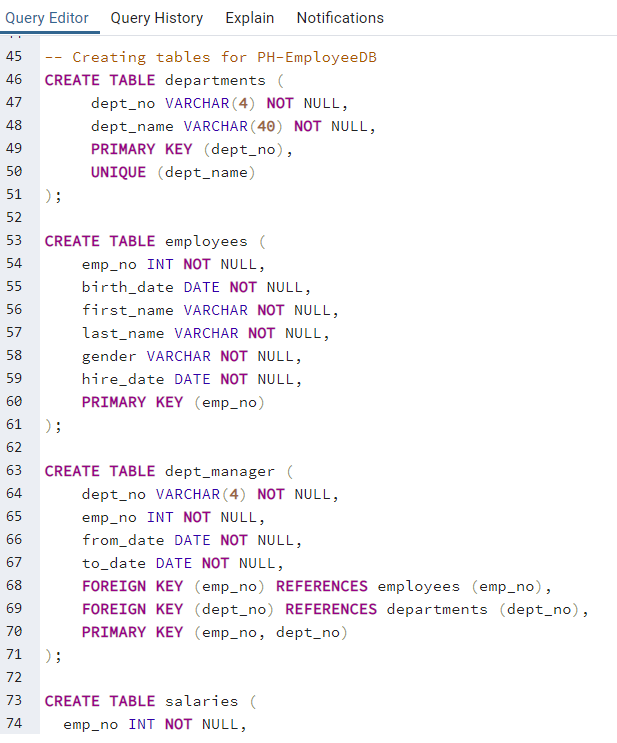 Query Editor Query History Explain Notifications
45 -- Creating tables for PH-EmployeeDB
46 CREATE TABLE departments (
47 dept_no VARCHAR(4) NOT NULL,
48 dept_name VARCHAR(40) NOT NULL,
49 PRIMARY KEY (dept_no),
50 UNIQUE (dept_name)
51 );
52
53 CREATE TABLE employees (
54 emp_no INT NOT NULL,
55 birth_date DATE NOT NULL,
56 first_name VARCHAR NOT NULL,
57 last_name VARCHAR NOT NULL,
58 gender VARCHAR NOT NULL,
59 hire_date DATE NOT NULL,
60 PRIMARY KEY (emp_no)
61 );
62
63 CREATE TABLE dept_manager (
64 dept_no VARCHAR(4) NOT NULL,
65 emp_no INT NOT NULL,
66 from_date DATE NOT NULL,
67 to_date DATE NOT NULL,
68 FOREIGN KEY (emp_no) REFERENCES employees (emp_no),
69 FOREIGN KEY (dept_no) REFERENCES departments (dept_no),
70 PRIMARY KEY (emp_no, dept_no)
71 );
72
73 CREATE TABLE salaries (
74 emp_no INT NOT NULL,